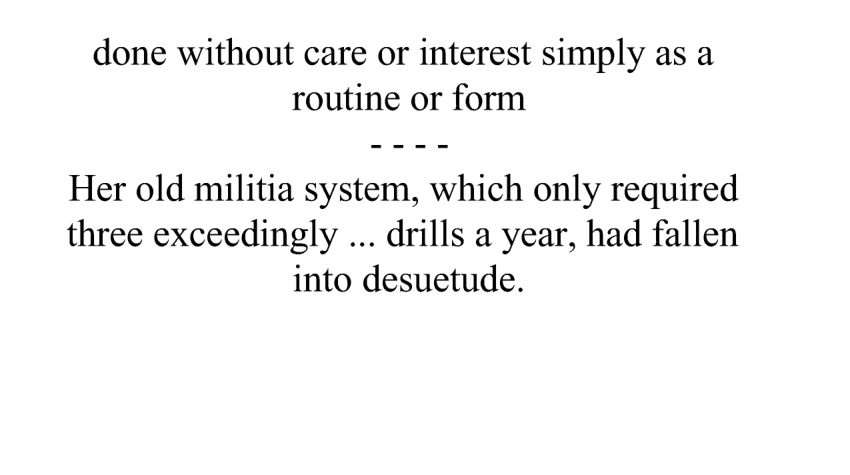 done without care or interest simply as a
routine or form
- - - -
Her old militia system, which only required
three exceedingly ... drills a year, had fallen
into desuetude.